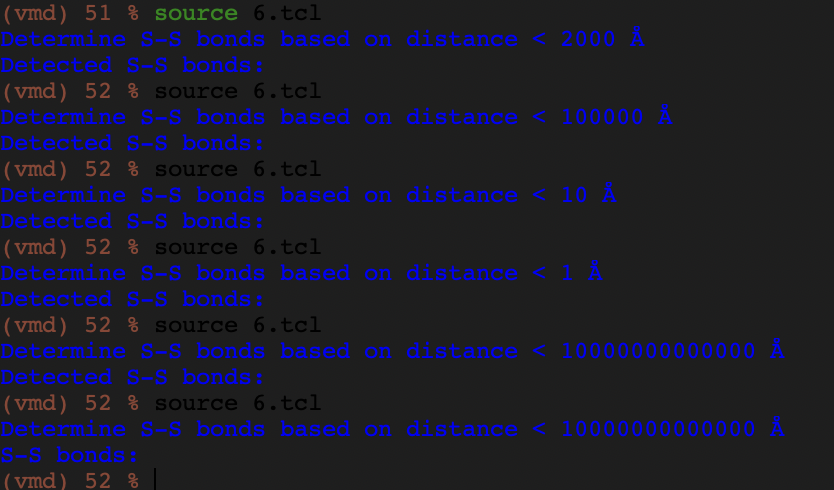 (vmd) 51 % source 6.tcl
Determine S-S bonds based on distance < 2000 Å
Detected S-S bonds:
(vmd) 52 % source 6.tcl
Determine S-S bonds based on distance < 100000 Å
Detected S-S bonds:
(vmd) 52 % source 6.tcl
Determine S-S bonds based on distance < 10 Å
Detected S-S bonds:
(vmd) 52 % source 6.tcl
Determine S-S bonds based on distance < 1 Å
Detected S-S bonds:
(vmd) 52 % source 6.tcl
Determine S-S bonds based on distance < 10000000000000 Å
Detected S-S bonds:
(vmd) 52 % source 6.tcl
Determine S-S bonds based on distance < 10000000000000 Å
S-S bonds:
(vmd) 52 %